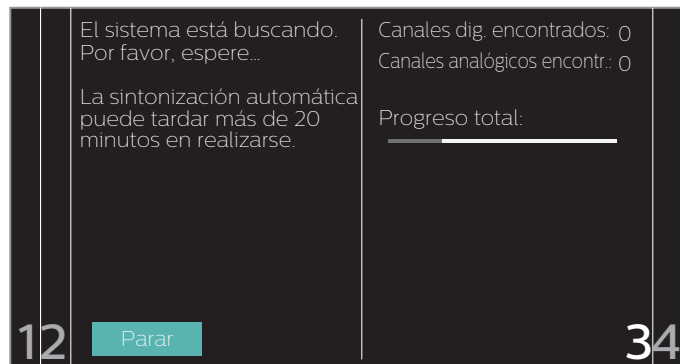 El sistema está buscando.
Por favor, espere...
La sintonización automática
puede tardar más de 20
minutos en realizarse.
Canales dig. encontrados: 0
Canales analógicos encontr.: 0
Progreso total:
12
Parar
34